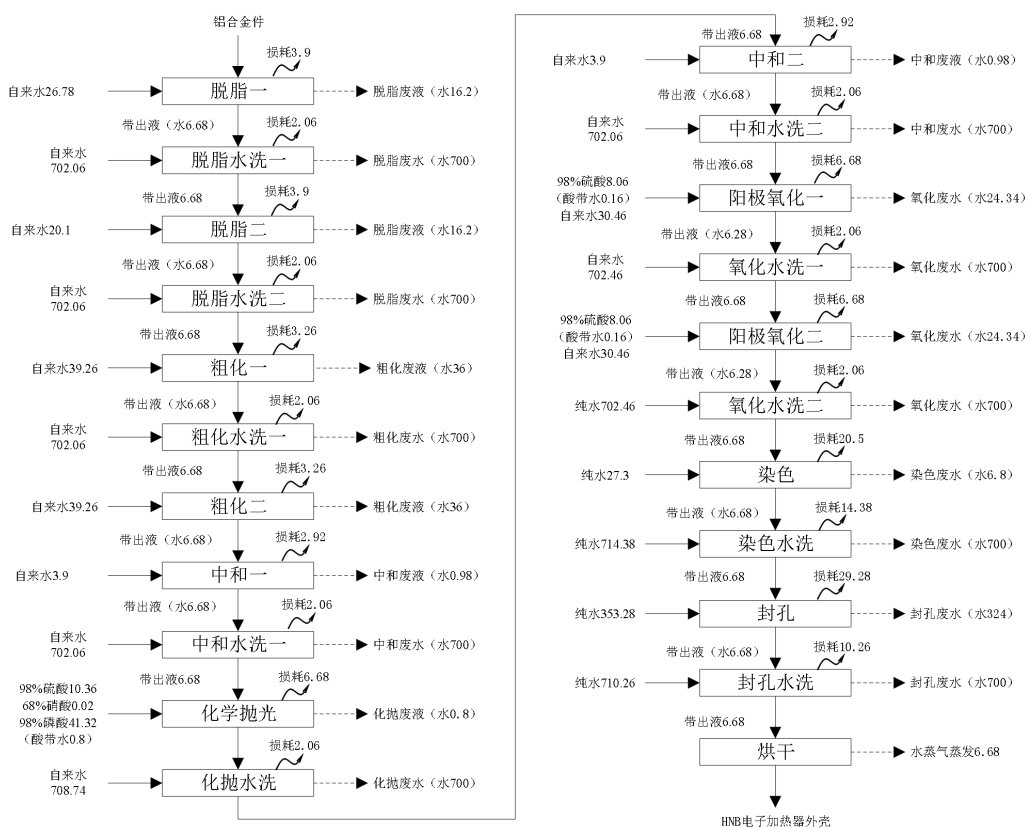 铝合金件
损耗3.9
自来水26.78
脱脂一
脱脂废液（水16.2）
带出液（水6.68）
损耗2.06
自来水
702.06
脱脂水洗一
脱脂废水（水700）
带出液6.68
损耗3.9
自来水20.1
脱脂二
脱脂废液（水16.2）
带出液（水6.68）
损耗2.06
自来水
702.06
脱脂水洗二
脱脂废水（水700）
带出液6.68
损耗3.26
自来水39.26
粗化一
粗化废液（水36）
带出液（水6.68）
损耗2.06
自来水
702.06
粗化水洗一
粗化废水（水700）
带出液6.68
损耗3.26
自来水39.26
粗化二
粗化废液（水36）
带出液（水6.68）
损耗2.92
自来水3.9
中和一
中和废液（水0.98）
带出液（水6.68）
损耗2.06
自来水
702.06
中和水洗一
中和废水（水700）
带出液6.68
损耗6.68
98%硫酸10.36
68%硝酸0.02
98%磷酸41.32
（酸带水0.8）
化学抛光
化抛废液（水0.8）
损耗2.06
自来水
708.74
化抛水洗
化抛废水（水700）
带出液6.68
损耗2.92
自来水3.9
中和二
中和废液（水0.98）
带出液（水6.68）
损耗2.06
自来水
702.06
中和水洗二
中和废水（水700）
带出液6.68
损耗6.68
98%硫酸8.06
（酸带水0.16）
自来水30.46
阳极氧化一
氧化废水（水24.34）
带出液（水6.28）
损耗2.06
自来水
702.46
氧化水洗一
氧化废水（水700）
带出液6.68
损耗6.68
98%硫酸8.06
（酸带水0.16）
自来水30.46
阳极氧化二
氧化废水（水24.34）
带出液（水6.28）
损耗2.06
纯水702.46
氧化水洗二
氧化废水（水700）
带出液6.68
损耗20.5
纯水27.3
染色
染色废水（水6.8）
带出液（水6.68）
损耗14.38
纯水714.38
染色水洗
染色废水（水700）
带出液6.68
损耗29.28
纯水353.28
封孔
封孔废水（水324）
带出液（水6.68）
损耗10.26
纯水710.26
封孔水洗
封孔废水（水700）
带出液6.68
烘干
水蒸气蒸发6.68
HNB电子加热器外壳